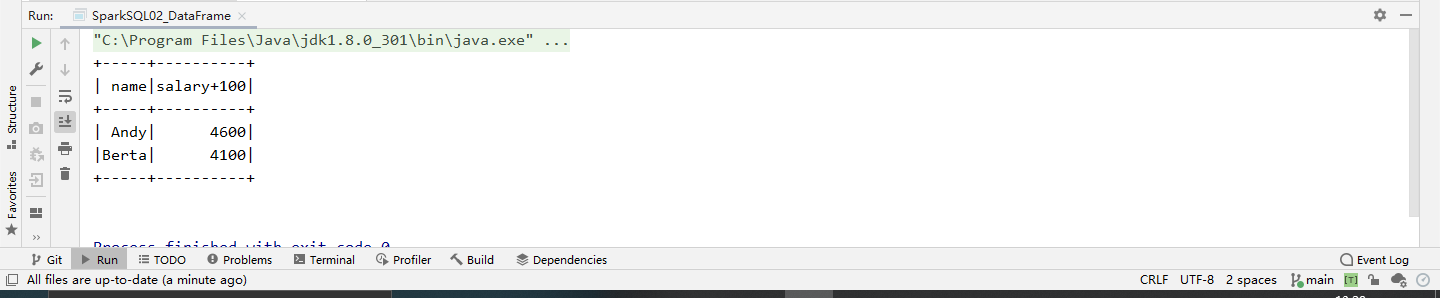 Run: SparkSQL02_DataFrame
"C:\Program Files\Java\jdk1.8.0_301\bin\java.exe" ...
+-----+----------+
| name|salary+100|
+-----+----------+
| Andy|      4600|
|Berta|      4100|
+-----+----------+
Process finished with exit code 0
Structure
Favorites
Git Run TODO Problems Terminal Profiler Build Dependencies Event Log
All files are up-to-date (a minute ago) CRLF UTF-8 2 spaces main [T]